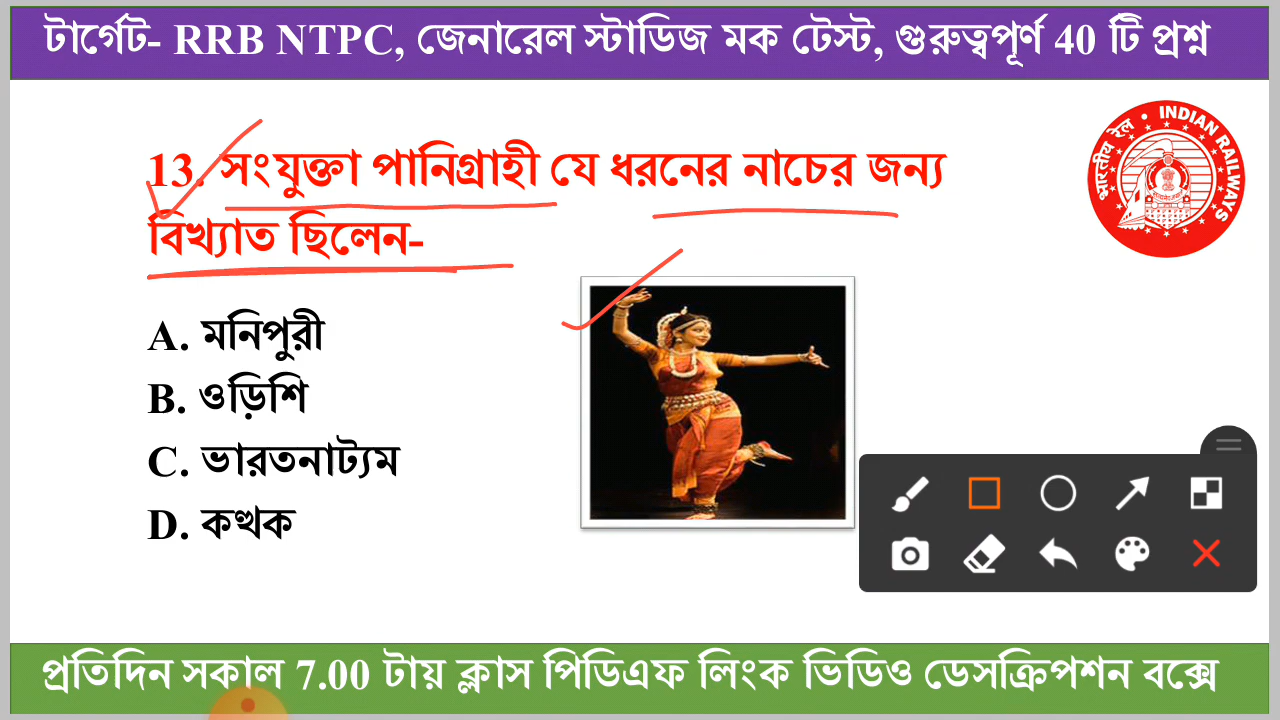 টার্গেট- RRB NTPC, জেনারেল স্টাডিজ মক টেস্ট, গুরুত্বপূর্ণ 40 টি প্রশ্ন
भारतीय रेल • INDIAN RAILWAYS
13. সংযুক্তা পানিগ্রাহী যে ধরনের নাচের জন্য
বিখ্যাত ছিলেন-
A. মনিপুরী
B. ওড়িশি
C. ভারতনাট্যম
D. কত্থক
প্রতিদিন সকাল 7.00 টায় ক্লাস পিডিএফ লিংক ভিডিও ডেসক্রিপশন বক্সে